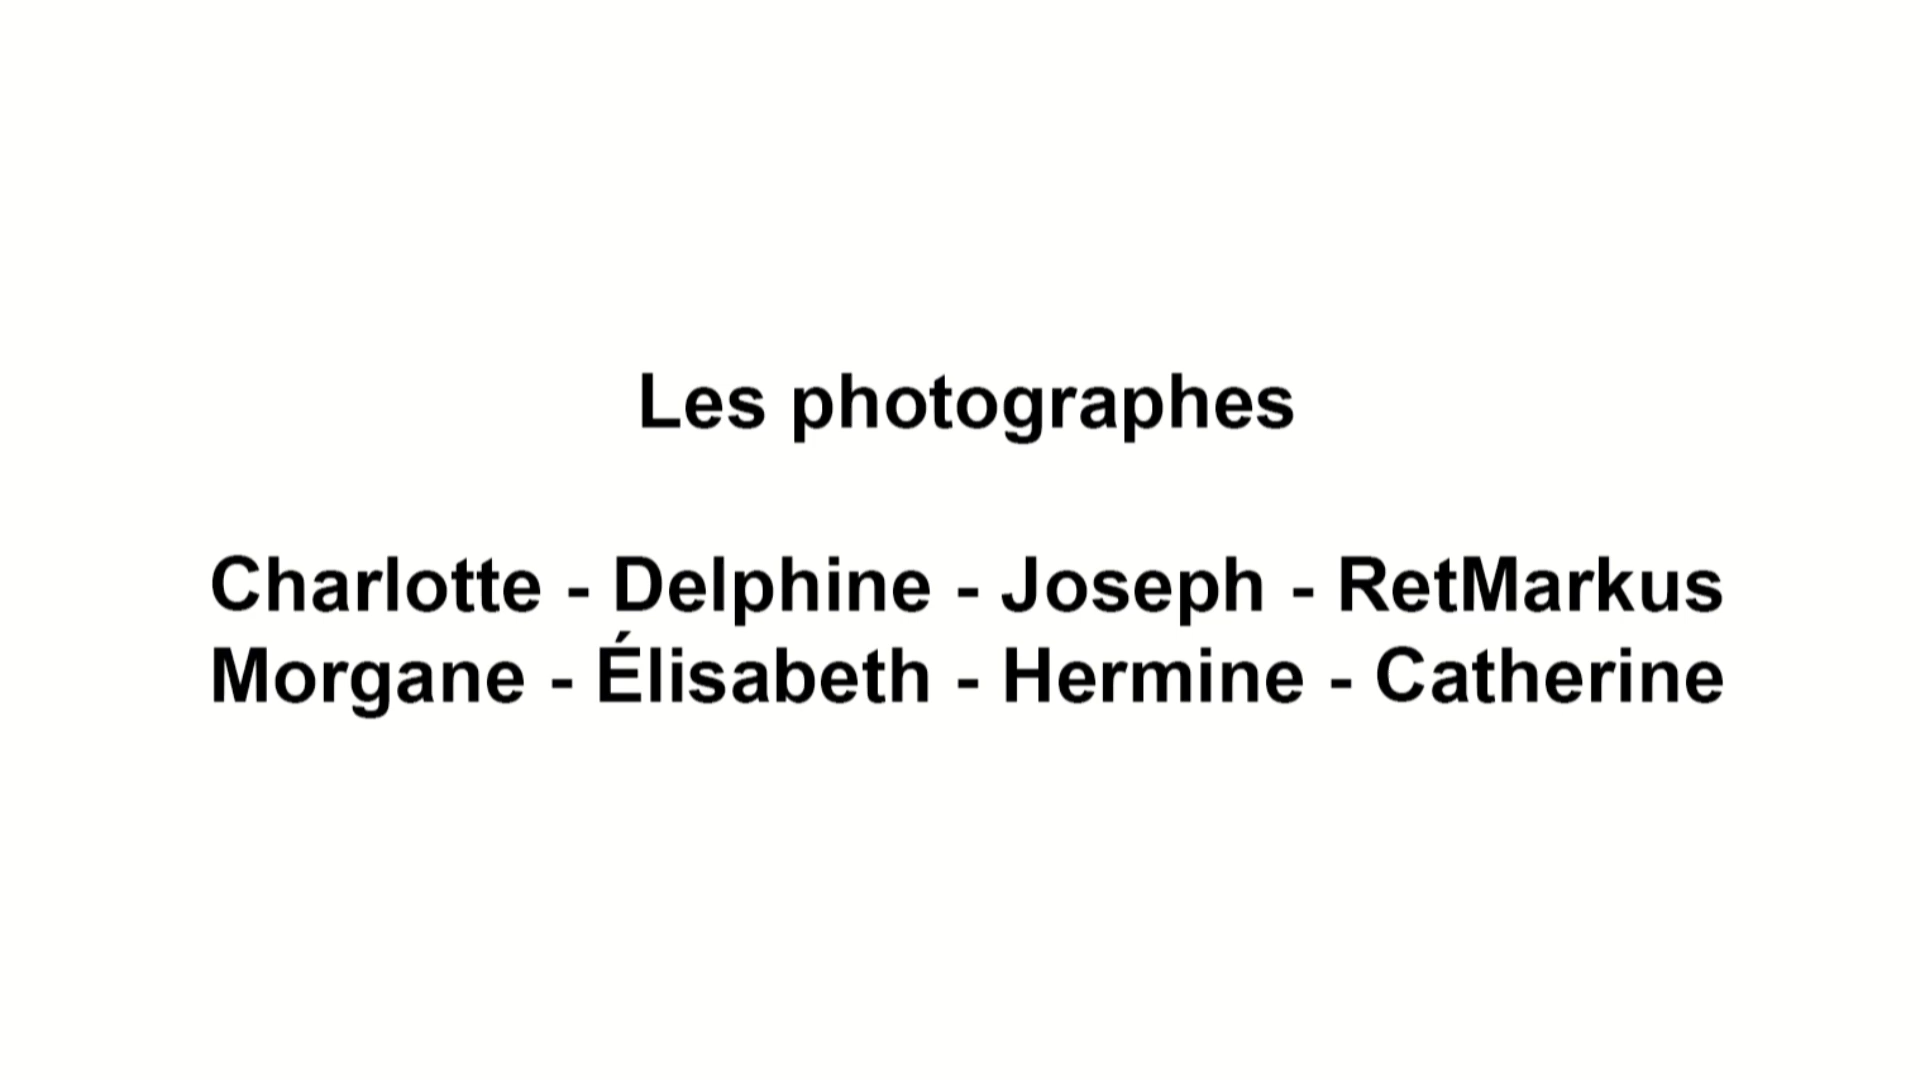 Les photographes
Charlotte - Delphine - Joseph - RetMarkus
Morgane - Élisabeth - Hermine - Catherine